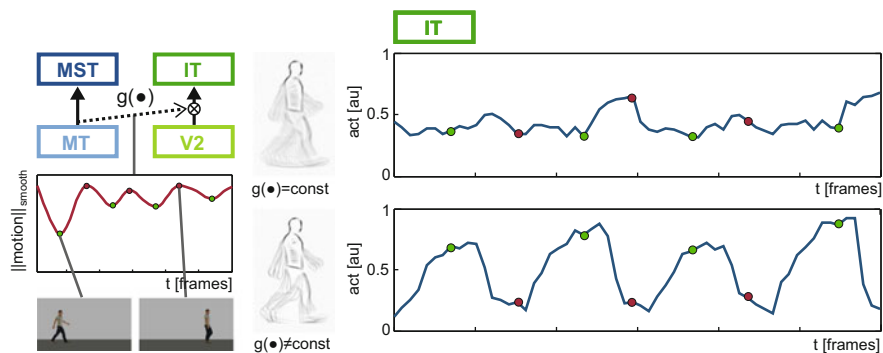 MST
IT
g(●)
MT
V2
||motion||smooth
t [frames]
g(●)=const
g(●)≠const
IT
act [au]
1
0.5
0
t [frames]
act [au]
1
0.5
0
t [frames]